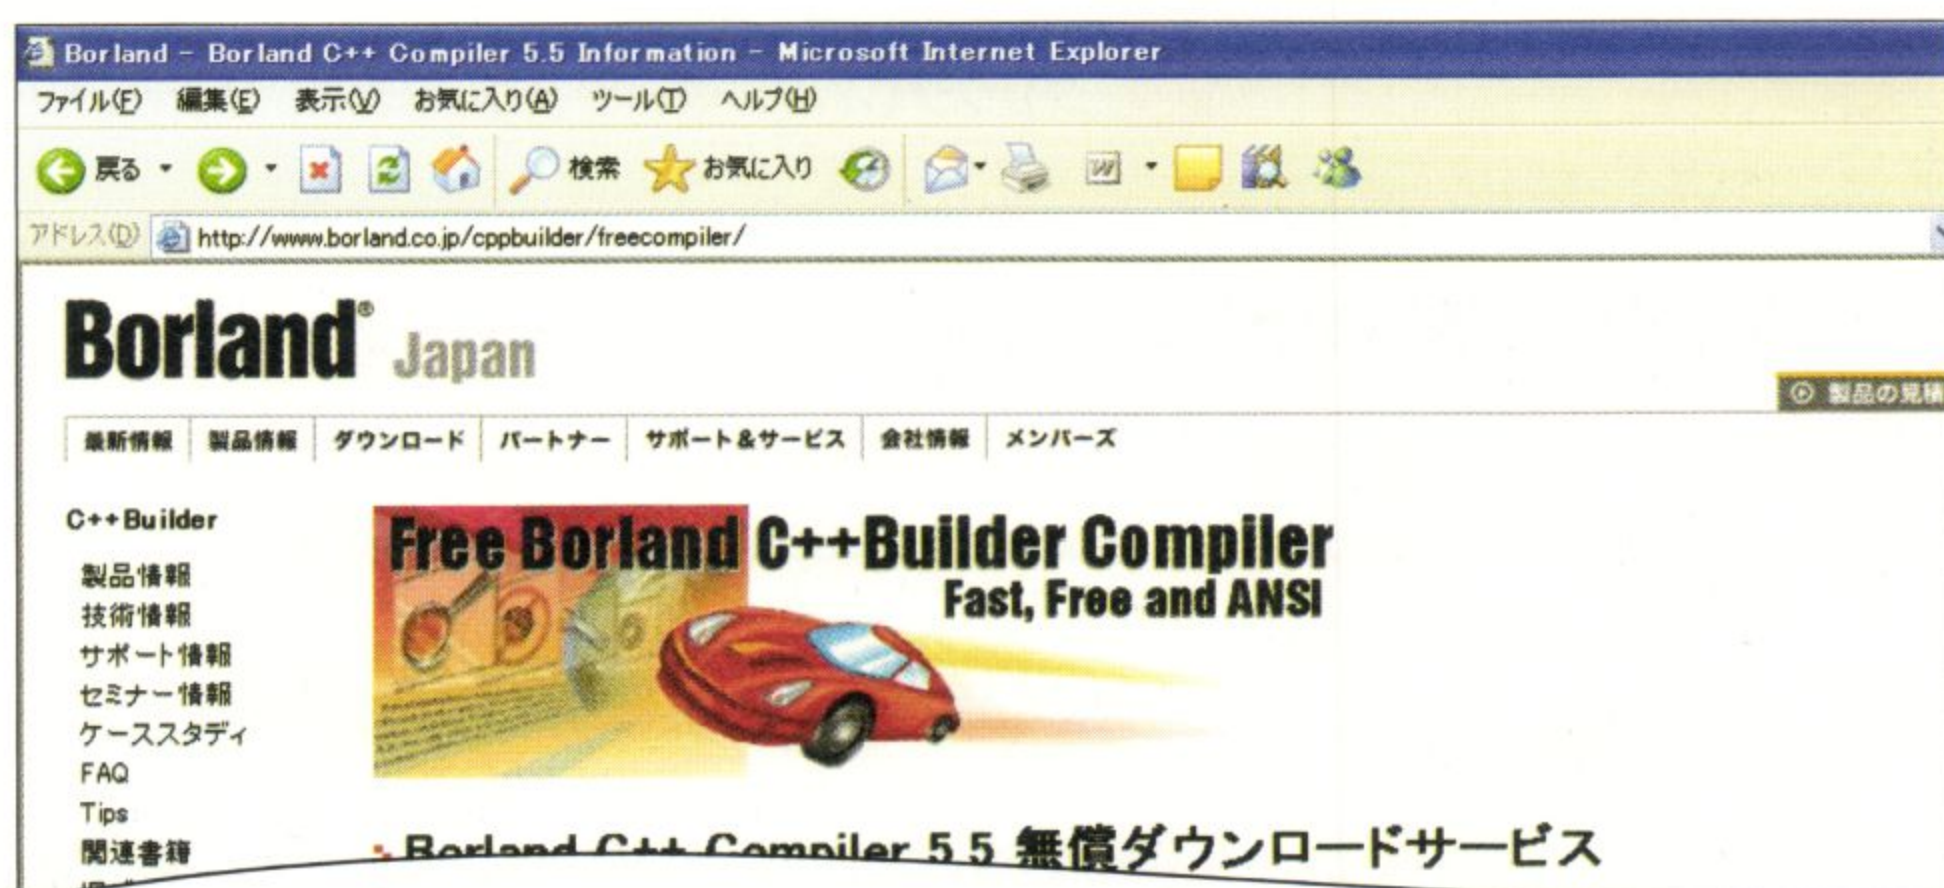 Borland - Borland C++ Compiler 5.5 Information - Microsoft Internet Explorer
ファイル(F) 編集(E) 表示(V) お気に入り(A) ツール(T) ヘルプ(H)
戻る 検索 お気に入り
アドレス(D) http://www.borland.co.jp/cppbuilder/freecompiler/
Borland® Japan
製品の見積
最新情報 製品情報 ダウンロード パートナー サポート&サービス 会社情報 メンバーズ
C++Builder
製品情報
技術情報
サポート情報
セミナー情報
ケーススタディ
FAQ
Tips
関連書籍
Free Borland C++Builder Compiler
Fast, Free and ANSI
Borland C++ Compiler 5.5 無償ダウンロードサービス